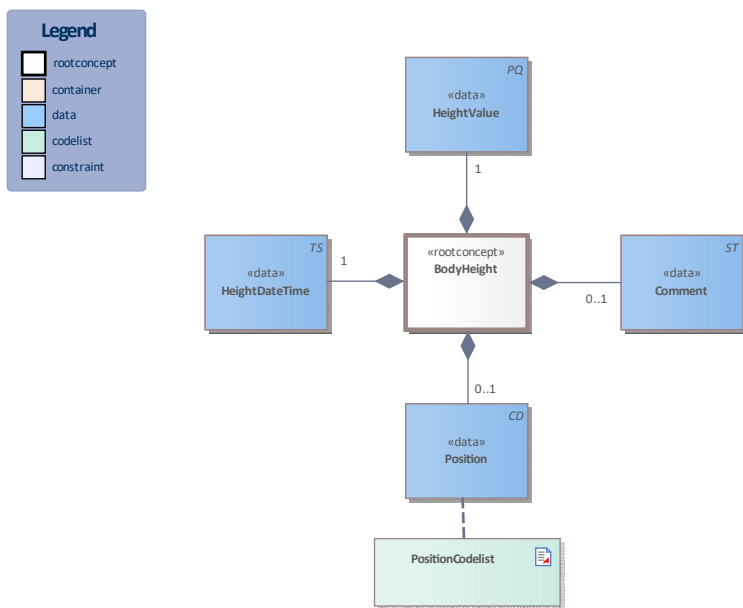 Legend
rootconcept
container
data
codelist
constraint
PQ
«data»
HeightValue
1
TS
«data»
HeightDateTime
1
«rootconcept»
BodyHeight
ST
«data»
Comment
0..1
0..1
CD
«data»
Position
PositionCodelist